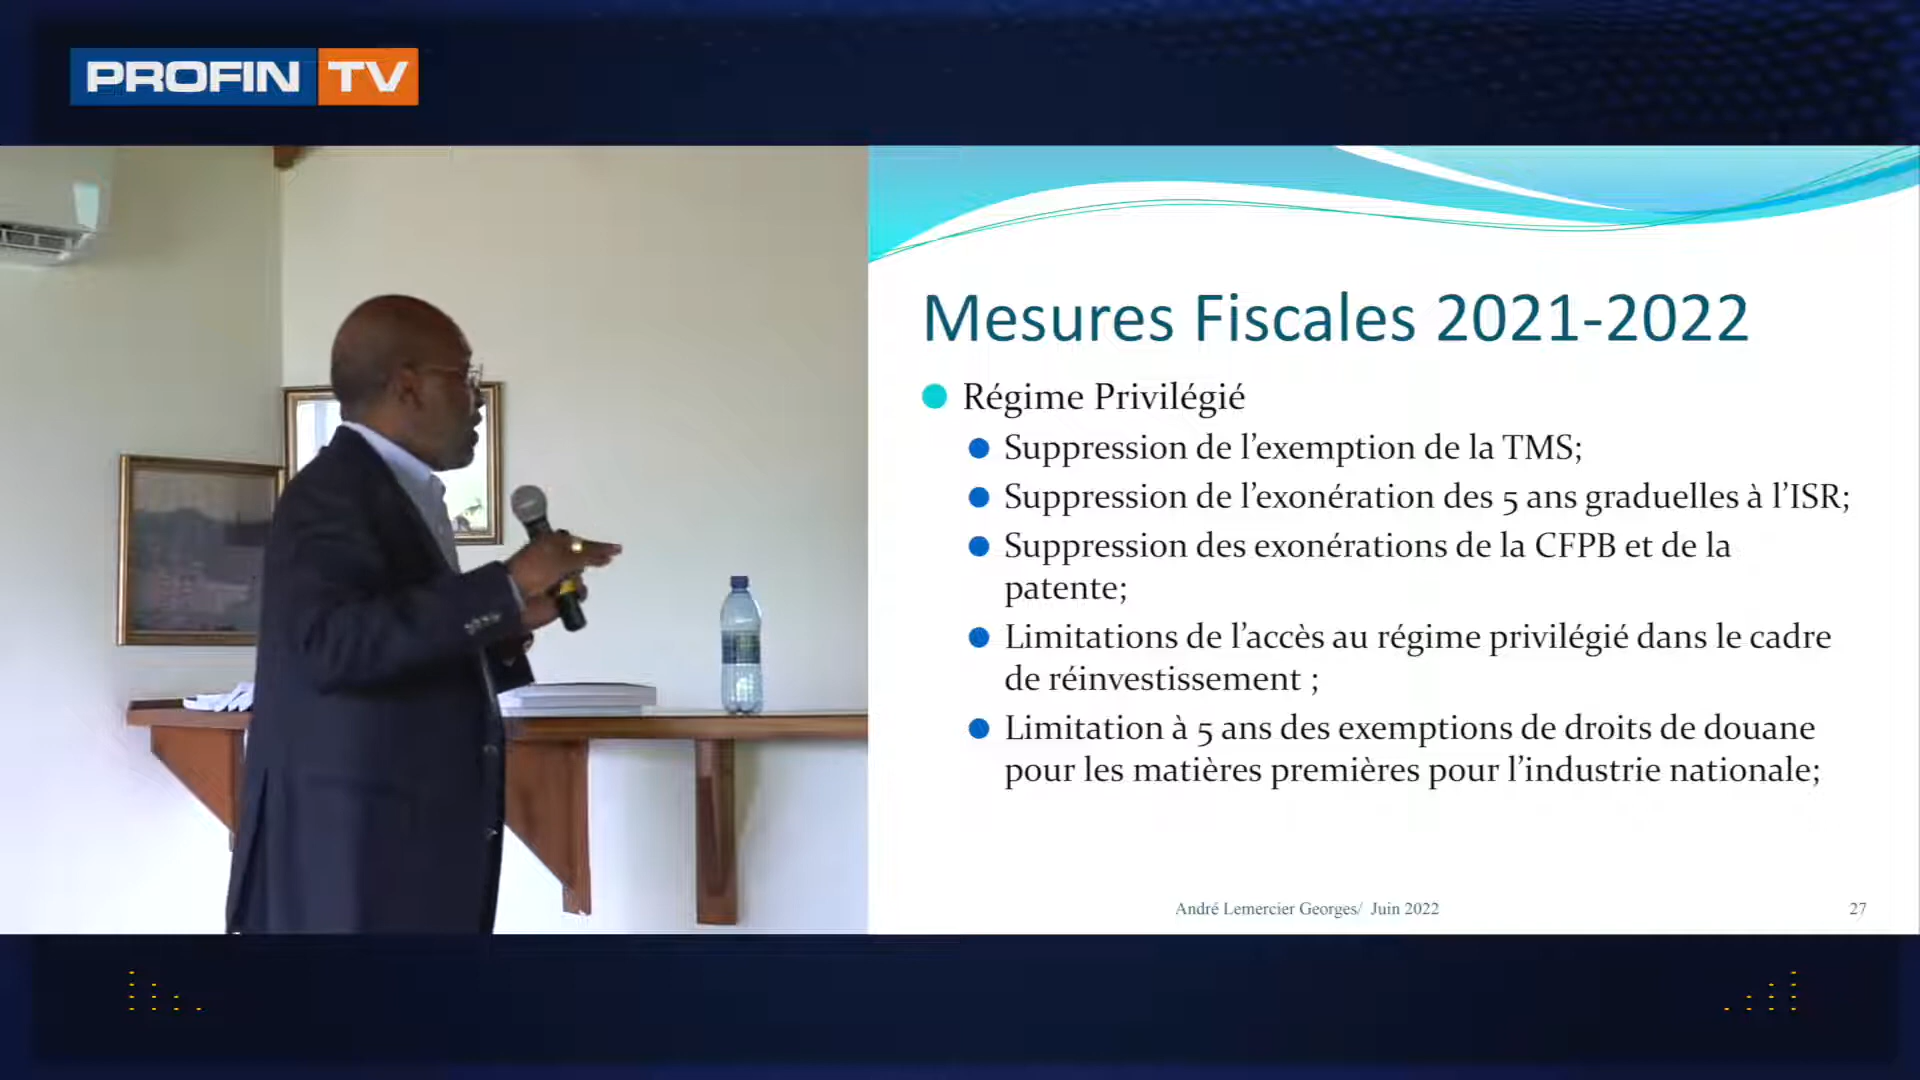 PROFIN TV
Mesures Fiscales 2021-2022
Régime Privilégié
Suppression de l’exemption de la TMS;
Suppression de l’exonération des 5 ans graduelles à l’ISR;
Suppression des exonérations de la CFPB et de la
patente;
Limitations de l’accès au régime privilégié dans le cadre
de réinvestissement ;
Limitation à 5 ans des exemptions de droits de douane
pour les matières premières pour l’industrie nationale;
André Lemercier Georges/ Juin 2022
27